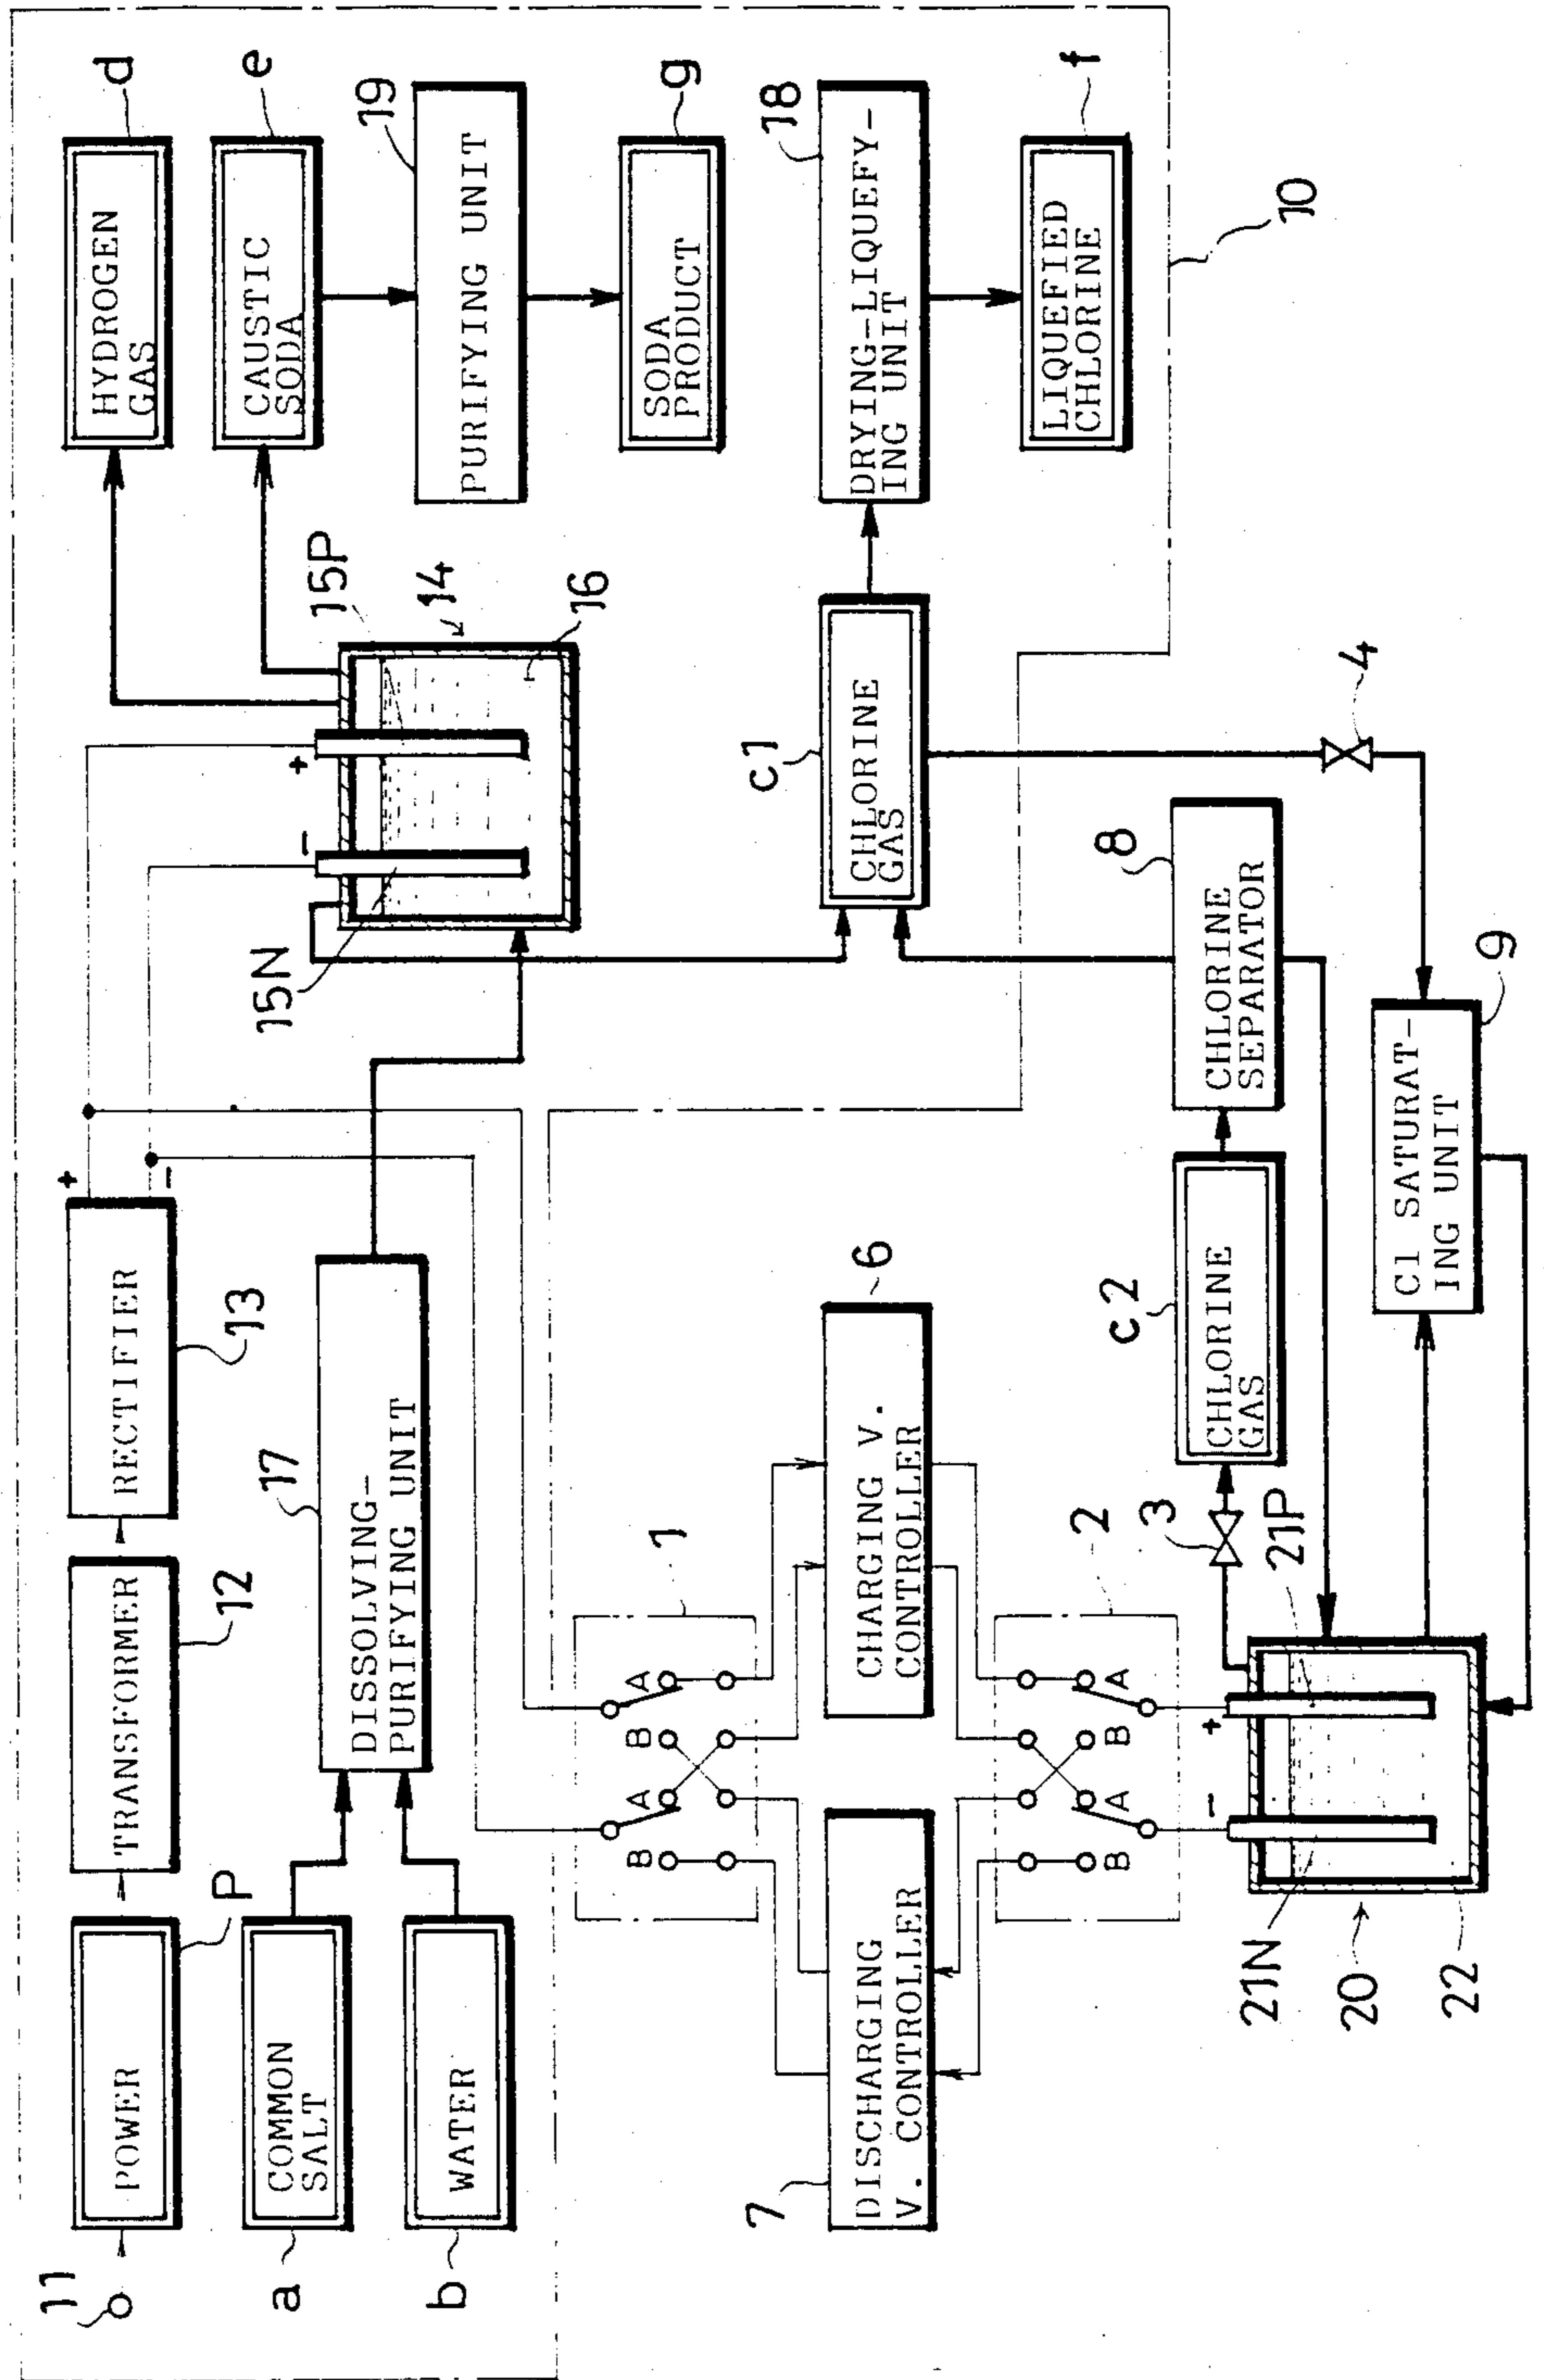 11
POWER
P
TRANSFORMER
12
RECTIFIER
13
+
−
a
COMMON
SALT
b
WATER
17
DISSOLVING-
PURIFYING UNIT
15N
−
+
15P
14
16
HYDROGEN
GAS
d
CAUSTIC
SODA
e
19
PURIFYING UNIT
SODA
PRODUCT
g
18
DRYING-LIQUEFY-
ING UNIT
LIQUEFIED
CHLORINE
f
10
c1
CHLORINE
GAS
B
A
B
A
1
7
DISCHARGING
V. CONTROLLER
CHARGING V.
CONTROLLER
6
B
A
B
A
2
3
c2
CHLORINE
GAS
8
CHLORINE
SEPARATOR
4
21N
−
+
21P
20
22
Cl SATURAT-
ING UNIT
9